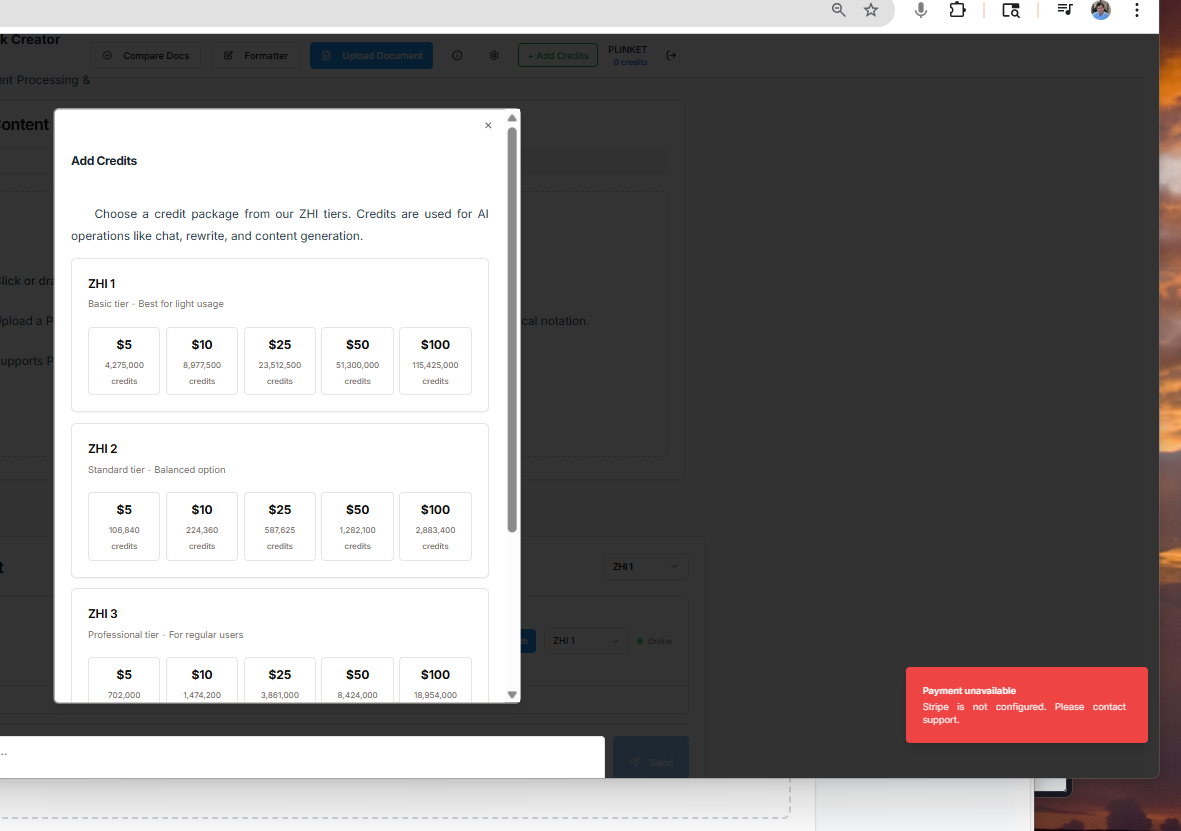 k Creator
Compare Docs
Formatter
Upload Document
+ Add Credits
PLINKET
0 credits
ent Processing &
Content
×
Add Credits
Choose a credit package from our ZHI tiers. Credits are used for AI
operations like chat, rewrite, and content generation.
ZHI 1
Basic tier - Best for light usage
$5 $10 $25 $50 $100
4,275,000 8,977,500 23,512,500 51,300,000 115,425,000
credits credits credits credits credits
ZHI 2
Standard tier - Balanced option
$5 $10 $25 $50 $100
106,840 224,360 587,625 1,282,100 2,883,400
credits credits credits credits credits
ZHI 3
Professional tier - For regular users
$5 $10 $25 $50 $100
702,000 1,474,200 3,861,000 8,424,000 18,954,000
lick or dra
pload a P
cal notation.
upports P
t
ZHI 1
th
ZHI 1
Online
Payment unavailable
Stripe is not configured. Please contact
support.
...
Send